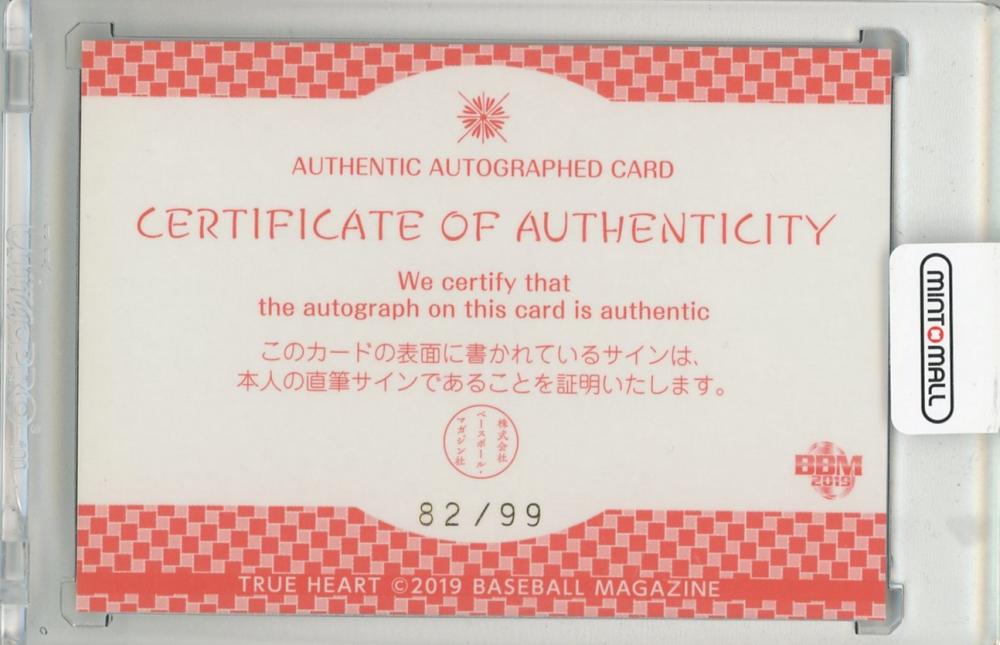 AUTHENTIC AUTOGRAPHED CARD
CERTIFICATE OF AUTHENTICITY
We certify that
the autograph on this card is authentic
このカードの表面に書かれているサインは、
本人の直筆サインであることを証明いたします。
株式会社
ベースボール・
マガジン社
BBM
2019
82/99
TRUE HEART ©2019 BASEBALL MAGAZINE
MINTOMALL